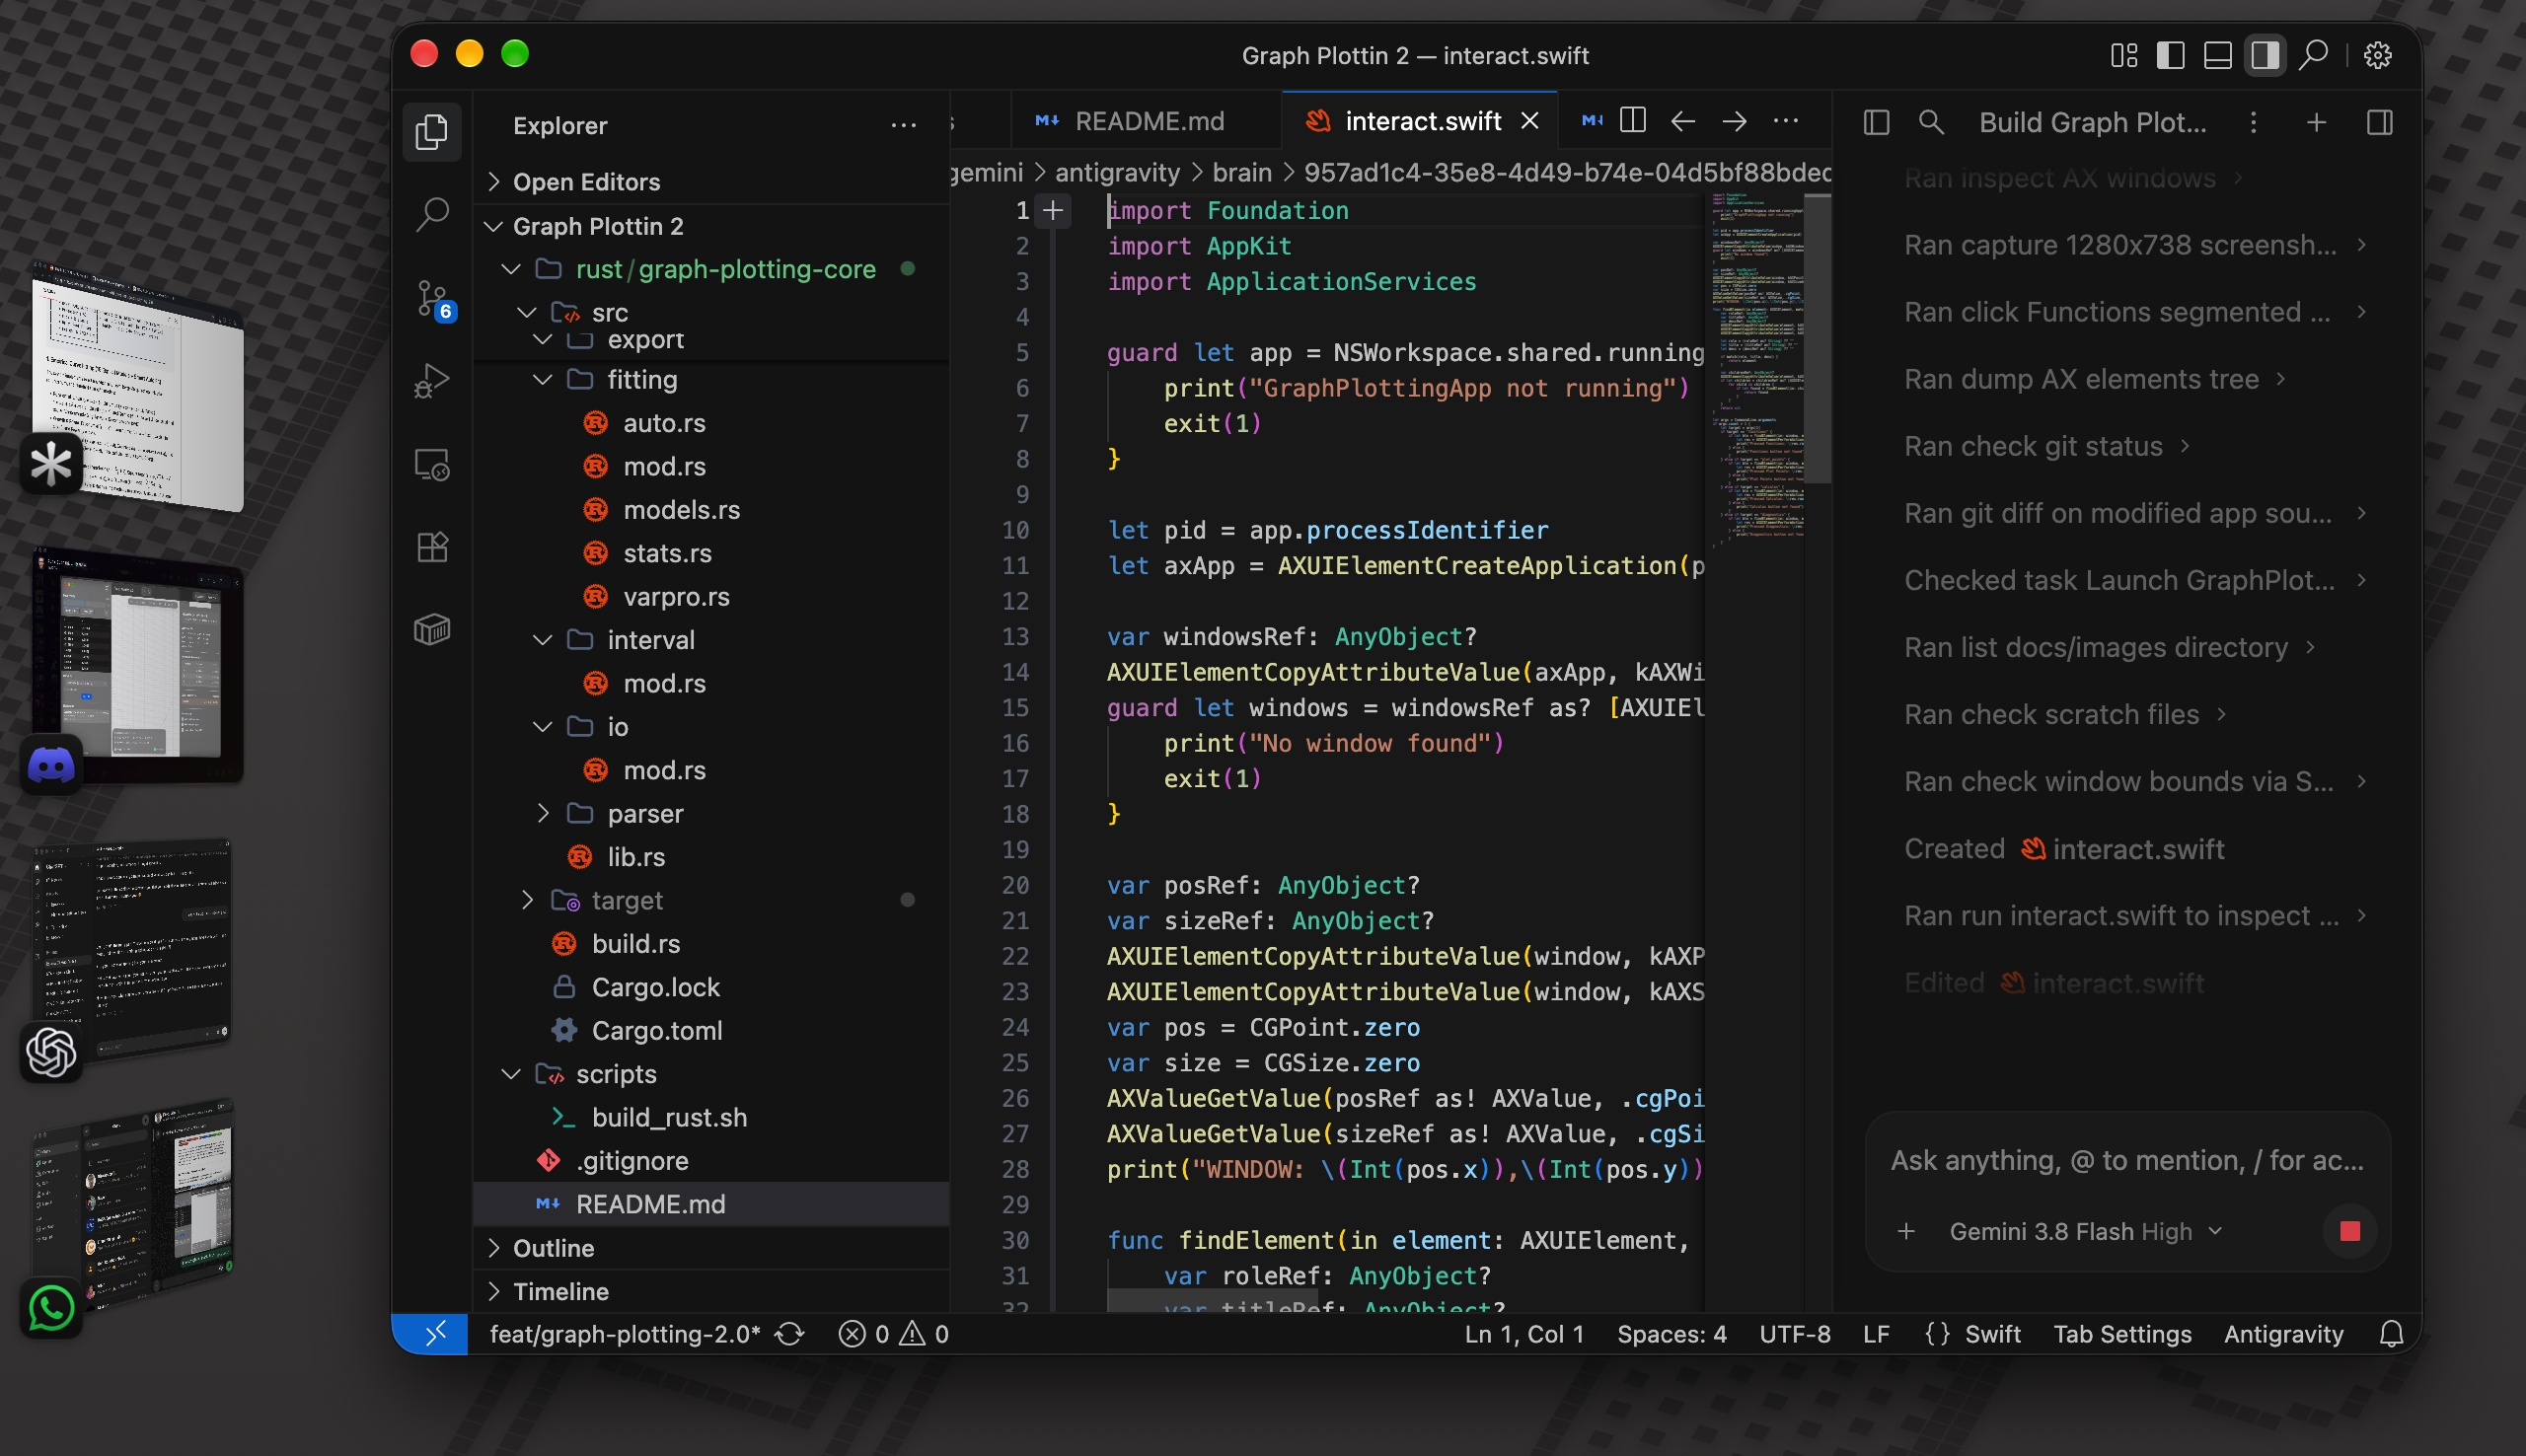 Graph Plottin 2 — interact.swift
Explorer
Open Editors
Graph Plottin 2
rust/graph-plotting-core
src
export
fitting
auto.rs
mod.rs
models.rs
stats.rs
varpro.rs
interval
mod.rs
io
mod.rs
parser
lib.rs
target
build.rs
Cargo.lock
Cargo.toml
scripts
build_rust.sh
.gitignore
README.md
Outline
Timeline
6
README.md
interact.swift
gemini > antigravity > brain > 957ad1c4-35e8-4d49-b74e-04d5bf88bdec
1 import Foundation
2 import AppKit
3 import ApplicationServices
4
5 guard let app = NSWorkspace.shared.running
6 print("GraphPlottingApp not running")
7 exit(1)
8 }
9
10 let pid = app.processIdentifier
11 let axApp = AXUIElementCreateApplication(p
12
13 var windowsRef: AnyObject?
14 AXUIElementCopyAttributeValue(axApp, kAXWi
15 guard let windows = windowsRef as? [AXUIEl
16 print("No window found")
17 exit(1)
18 }
19
20 var posRef: AnyObject?
21 var sizeRef: AnyObject?
22 AXUIElementCopyAttributeValue(window, kAXP
23 AXUIElementCopyAttributeValue(window, kAXS
24 var pos = CGPoint.zero
25 var size = CGSize.zero
26 AXValueGetValue(posRef as! AXValue, .cgPoi
27 AXValueGetValue(sizeRef as! AXValue, .cgSi
28 print("WINDOW: \(Int(pos.x)),\(Int(pos.y))
29
30 func findElement(in element: AXUIElement,
31 var roleRef: AnyObject?
32 var titleRef: AnyObject?
Build Graph Plot...
Ran inspect AX windows
Ran capture 1280x738 screensh...
Ran click Functions segmented ...
Ran dump AX elements tree
Ran check git status
Ran git diff on modified app sou...
Checked task Launch GraphPlot...
Ran list docs/images directory
Ran check scratch files
Ran check window bounds via S...
Created interact.swift
Ran run interact.swift to inspect ...
Edited interact.swift
Ask anything, @ to mention, / for ac...
Gemini 3.8 Flash High
feat/graph-plotting-2.0* 0 0 Ln 1, Col 1 Spaces: 4 UTF-8 LF {} Swift Tab Settings Antigravity